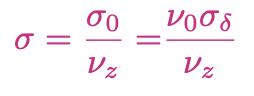 σ = σ₀/ν_z = ν₀σ_δ/ν_z